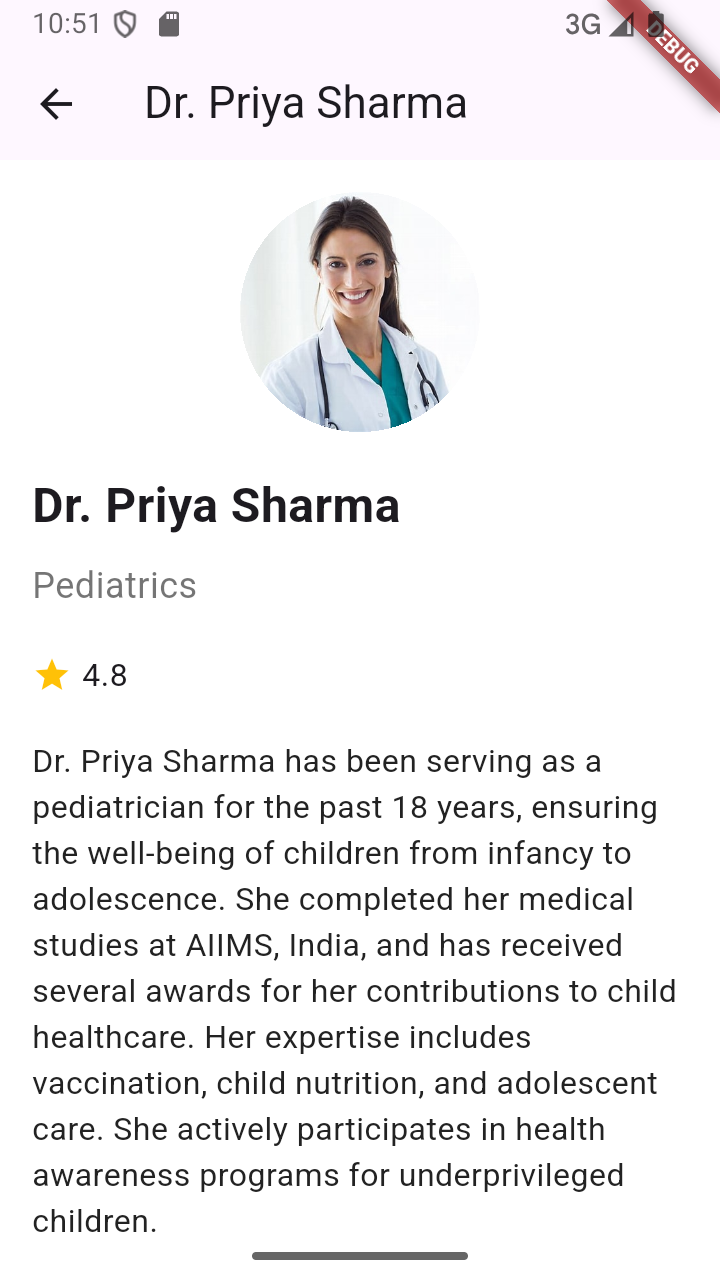 10:51
3G
DEBUG
Dr. Priya Sharma
Dr. Priya Sharma
Pediatrics
4.8
Dr. Priya Sharma has been serving as a
pediatrician for the past 18 years, ensuring
the well-being of children from infancy to
adolescence. She completed her medical
studies at AIIMS, India, and has received
several awards for her contributions to child
healthcare. Her expertise includes
vaccination, child nutrition, and adolescent
care. She actively participates in health
awareness programs for underprivileged
children.